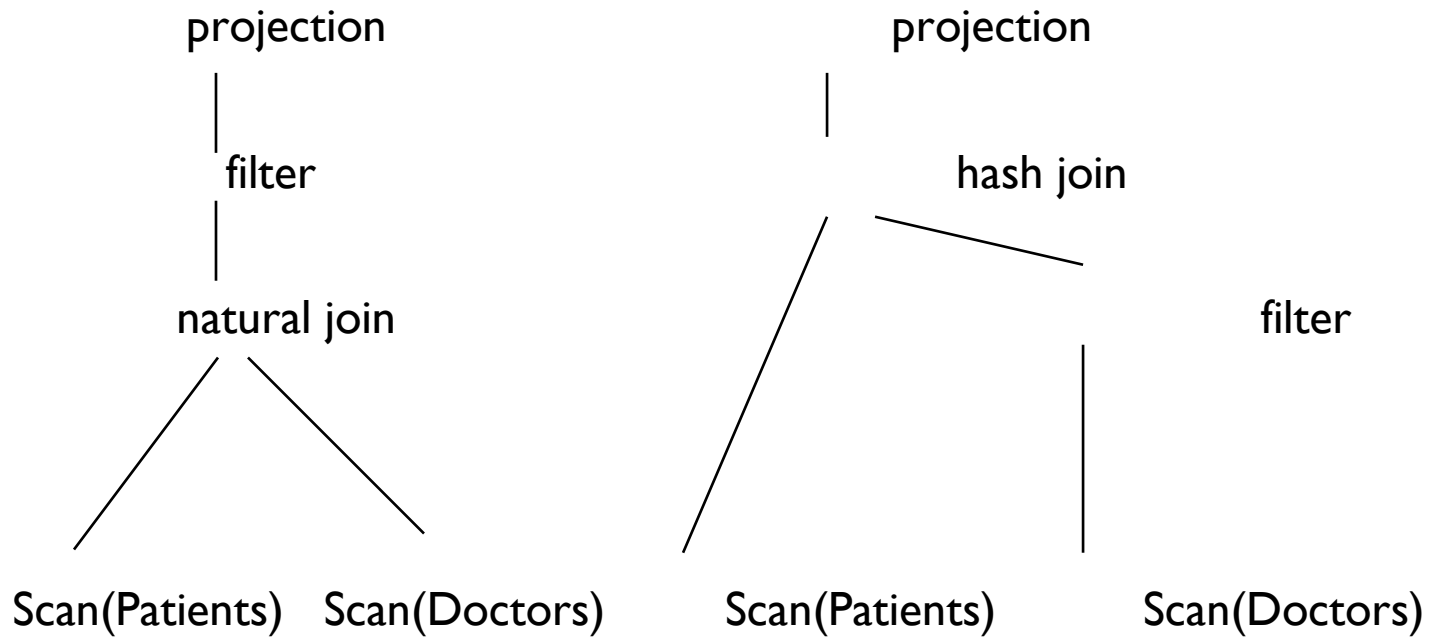 projection
filter
natural join
Scan(Patients) Scan(Doctors)
projection
hash join
filter
Scan(Patients) Scan(Doctors)